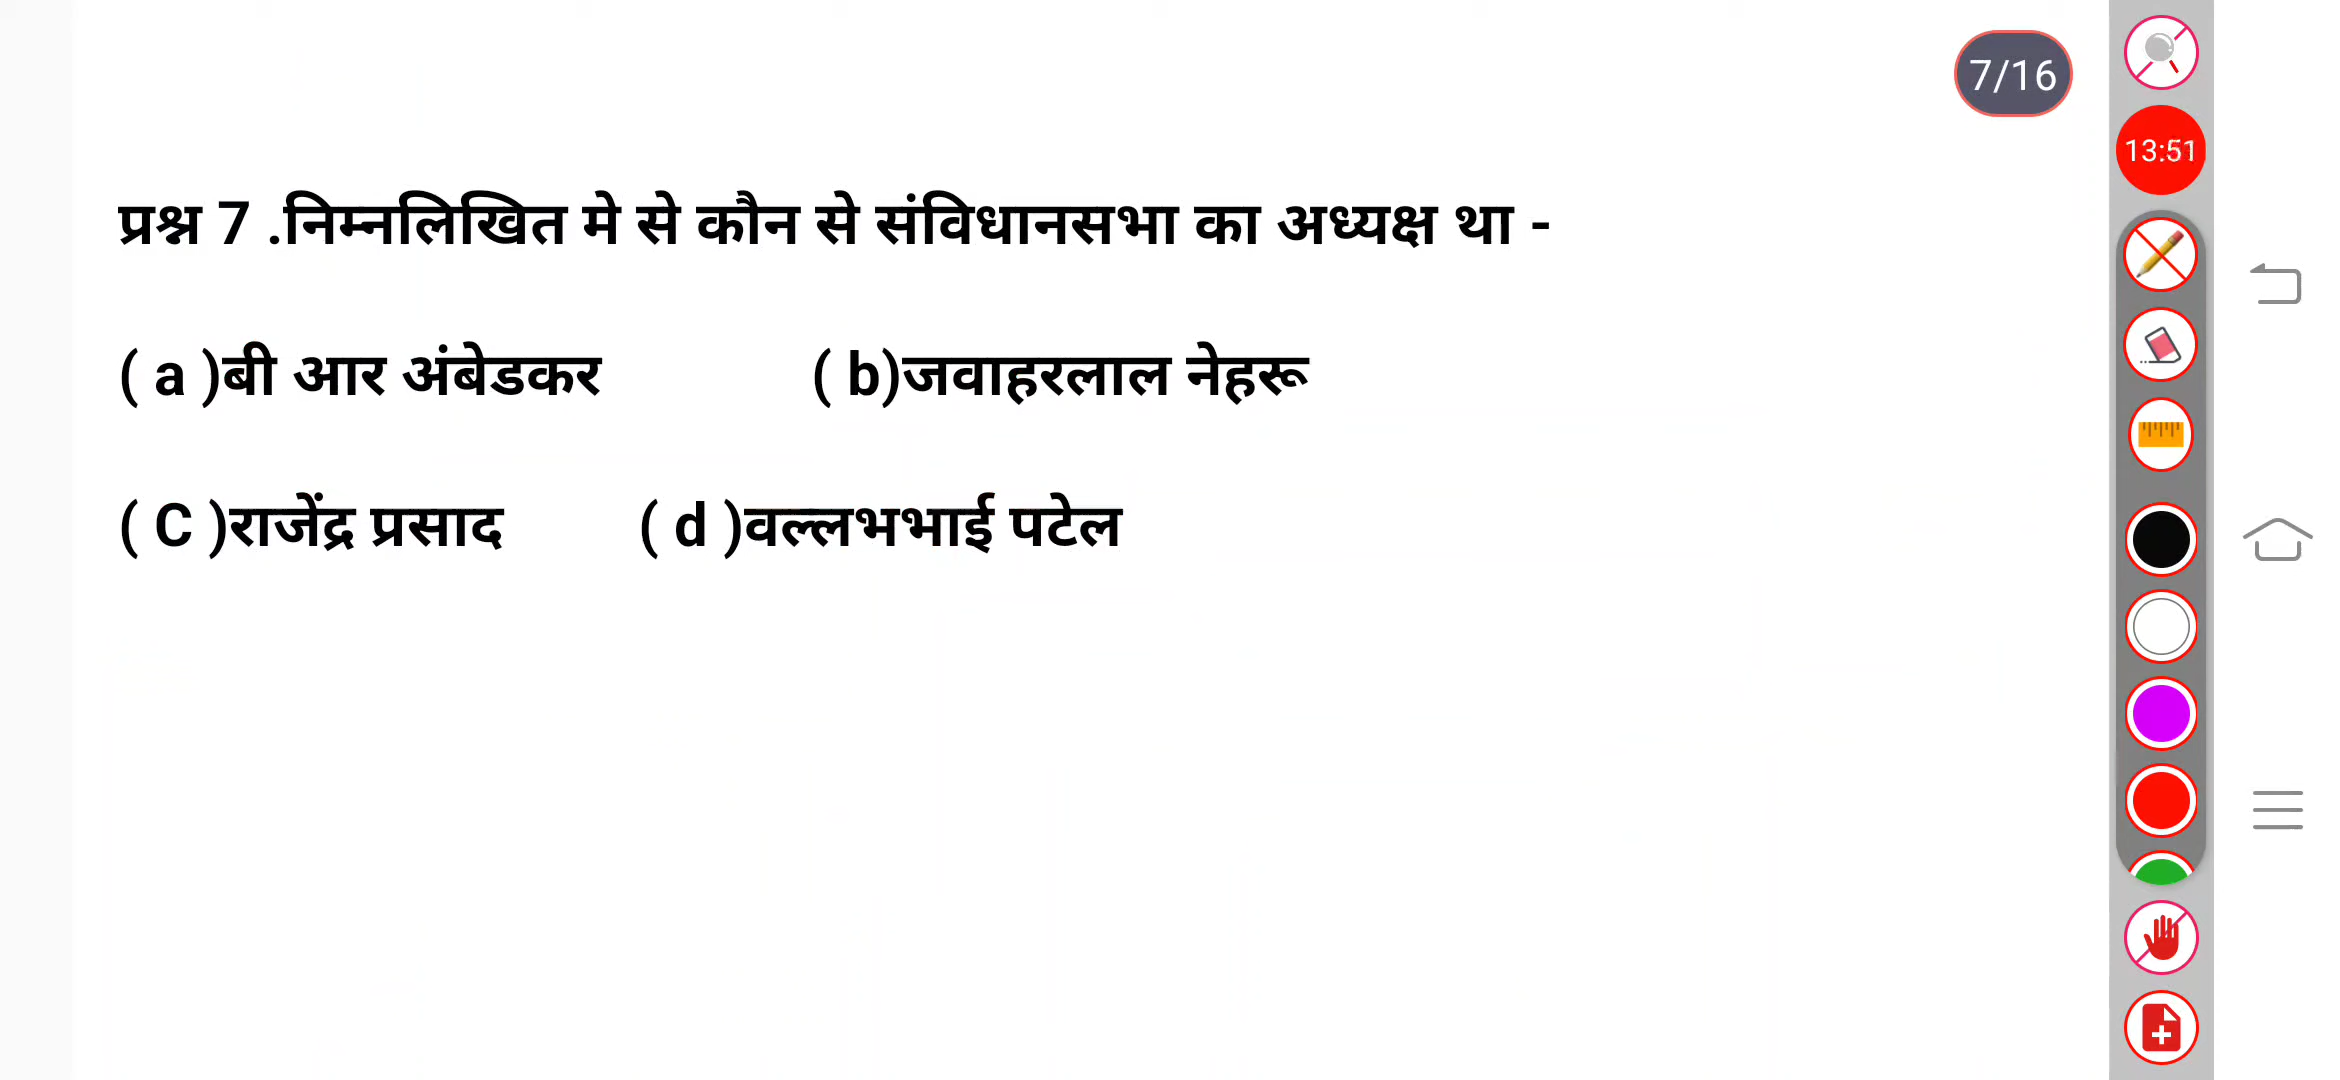 7/16
13:51
प्रश्न 7 .निम्नलिखित मे से कौन से संविधानसभा का अध्यक्ष था -
( a )बी आर अंबेडकर ( b)जवाहरलाल नेहरू
( C )राजेंद्र प्रसाद ( d )वल्लभभाई पटेल